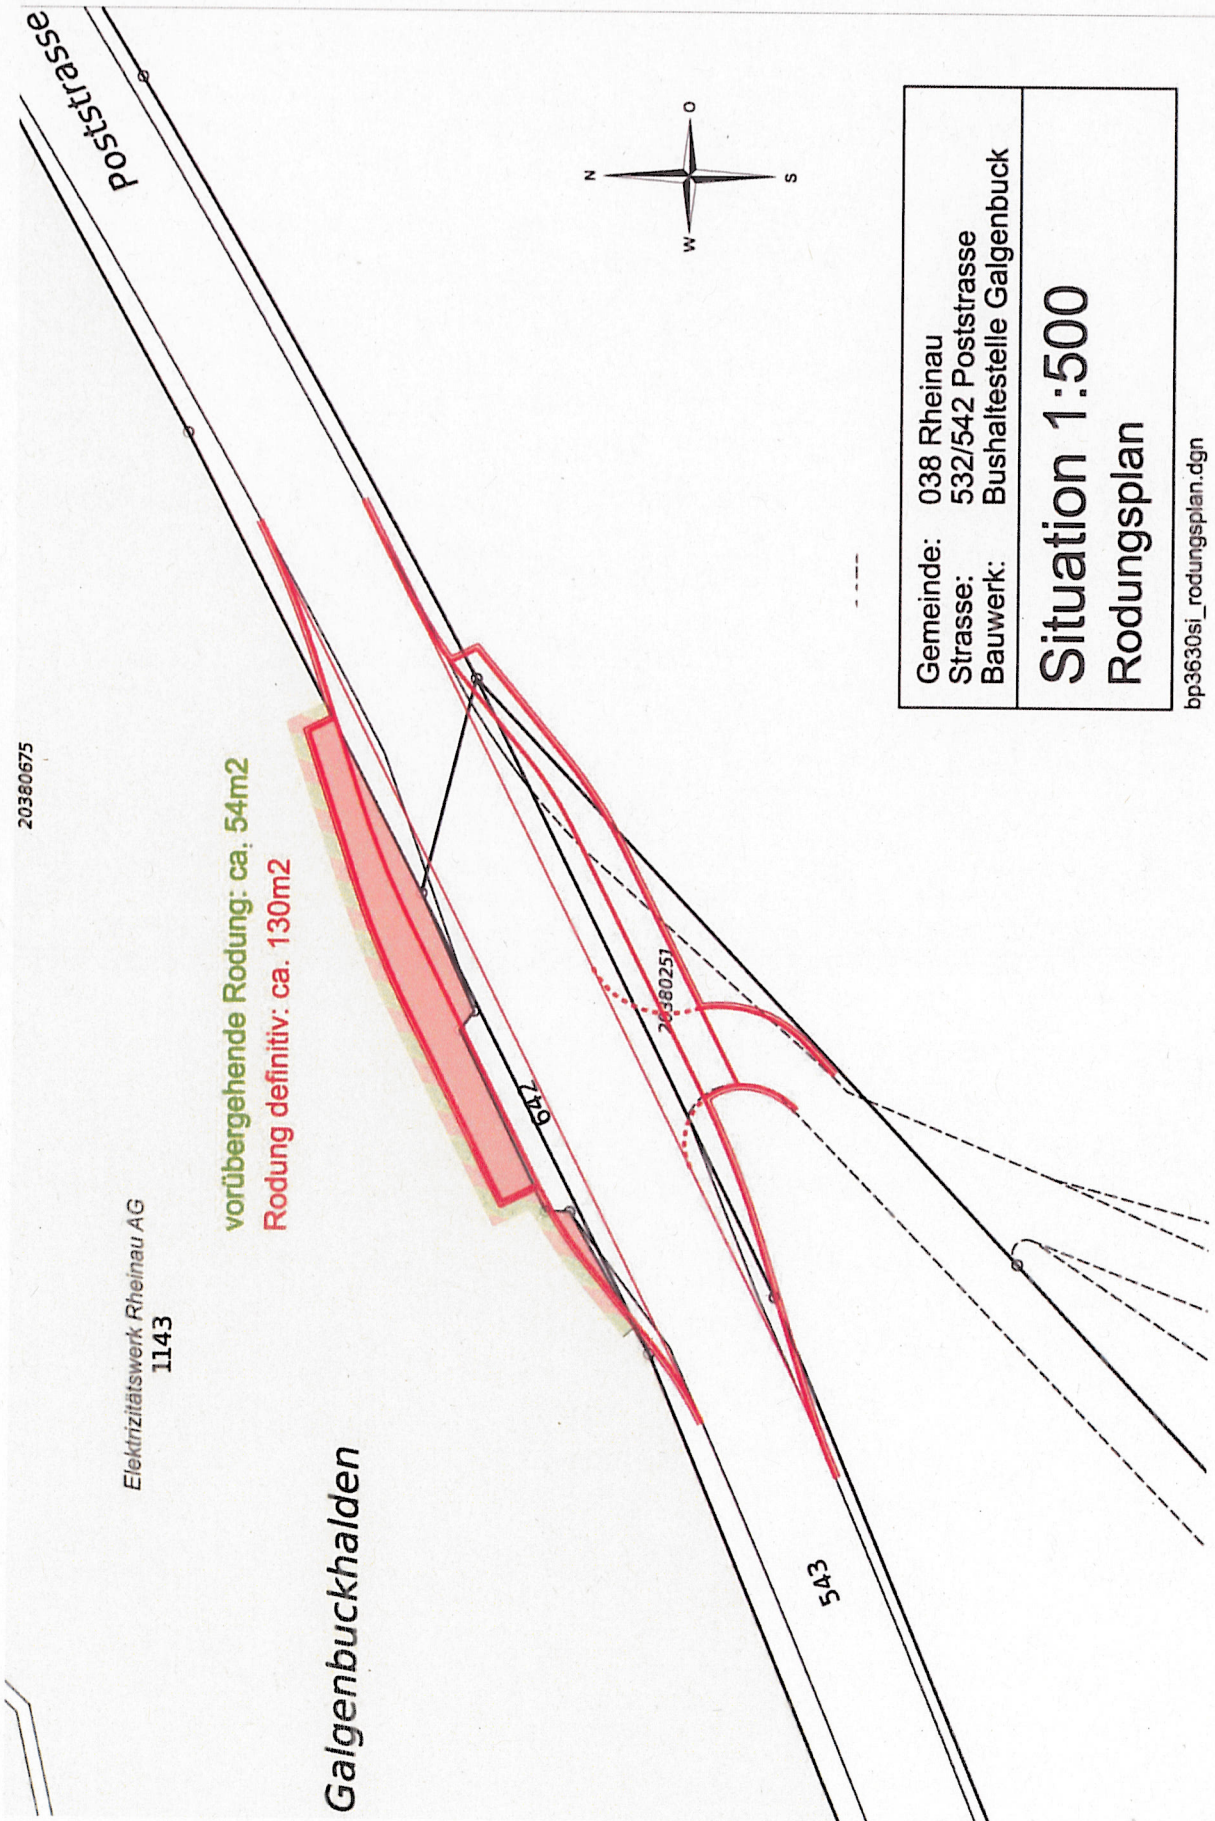 Poststrasse
20380675
vorübergehende Rodung: ca. 54m2
Rodung definitiv: ca. 130m2
Elektrizitätswerk Rheinau AG
1143
Galgenbuckhalden
642
20380251
543
N
W
O
S
Gemeinde: 038 Rheinau
Strasse: 532/542 Poststrasse
Bauwerk: Bushaltestelle Galgenbuck
Situation 1:500
Rodungsplan
bp3630si_rodungsplan.dgn